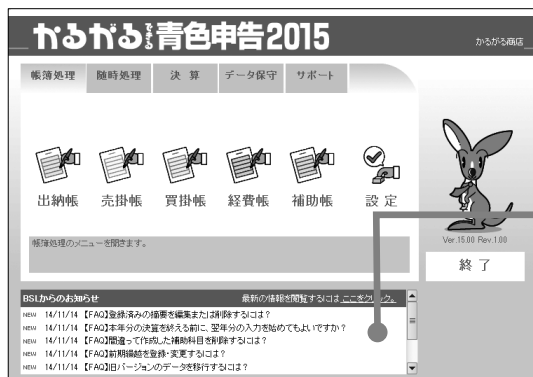 かるがるできる青色申告2015
かるがる商店
帳簿処理 随時処理 決 算 データ保守 サポート
出納帳 売掛帳 買掛帳 経費帳 補助帳 設 定
帳簿処理のメニューを開きます。
Ver.15.00 Rev.1.00
終 了
BSLからのお知らせ 最新の情報を閲覧するには ここをクリック。
NEW 14/11/14 【FAQ】登録済みの摘要を編集または削除するには？
NEW 14/11/14 【FAQ】本年分の決算を終える前に、翌年分の入力を始めてもよいですか？
NEW 14/11/14 【FAQ】間違って作成した補助科目を削除するには？
NEW 14/11/14 【FAQ】前期繰越を登録・変更するには？
NEW 14/11/14 【FAQ】旧バージョンのデータを移行するには？